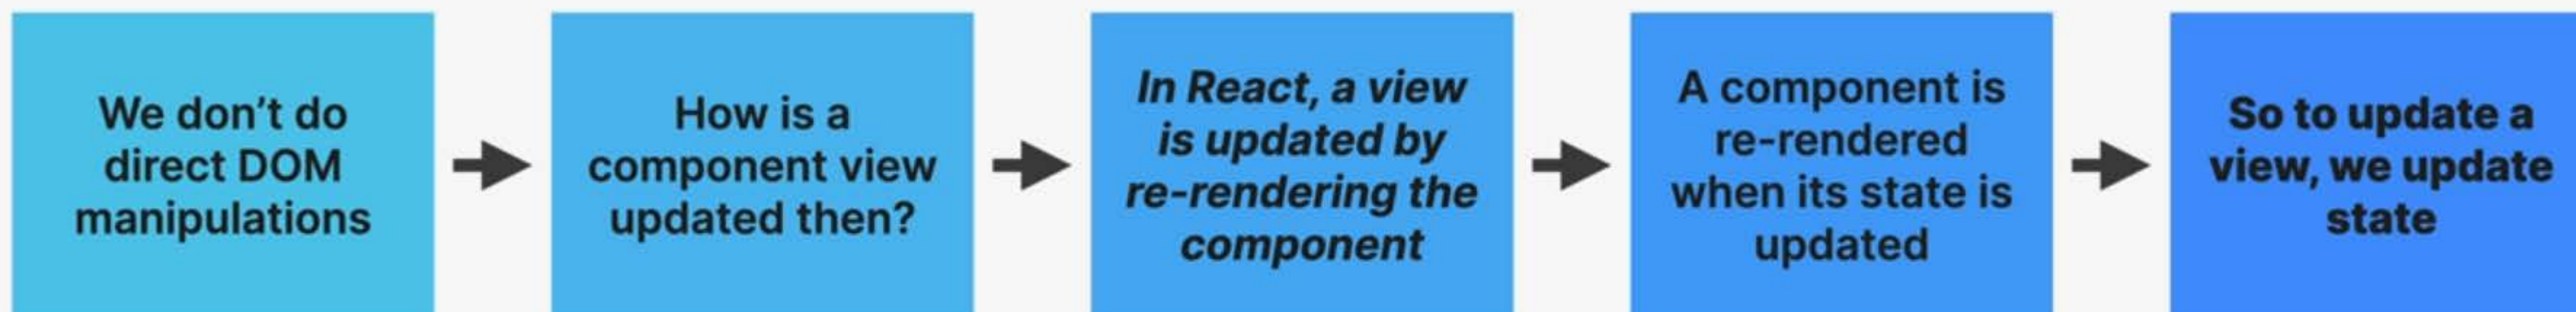 We don’t do
direct DOM
manipulations
How is a
component view
updated then?
In React, a view
is updated by
re-rendering the
component
A component is
re-rendered
when its state is
updated
So to update a
view, we update
state